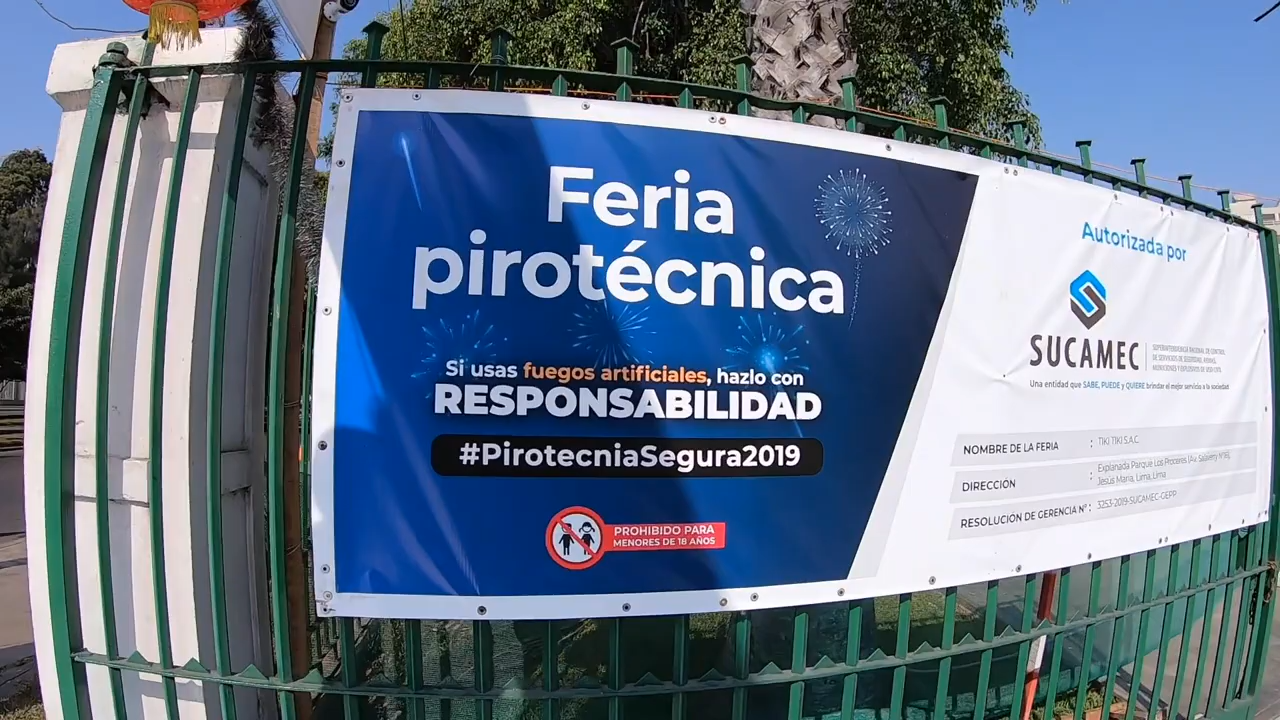 Feria
pirotécnica
Si usas fuegos artificiales, hazlo con
RESPONSABILIDAD
#PirotecniaSegura2019
PROHIBIDO PARA
MENORES DE 18 AÑOS
Autorizada por
SUCAMEC
SUPERINTENDENCIA NACIONAL DE CONTROL
DE SERVICIOS DE SEGURIDAD, ARMAS,
MUNICIONES Y EXPLOSIVOS DE USO CIVIL
Una entidad que SABE, PUEDE y QUIERE brindar el mejor servicio a la sociedad
NOMBRE DE LA FERIA : TIKI TIKI S.A.C.
DIRECCIÓN : Explanada Parque Los Próceres (Av. Salaverry
Jesús María, Lima, Lima
RESOLUCIÓN DE GERENCIA Nº : 3253-2019-SUCAMEC-GEPP